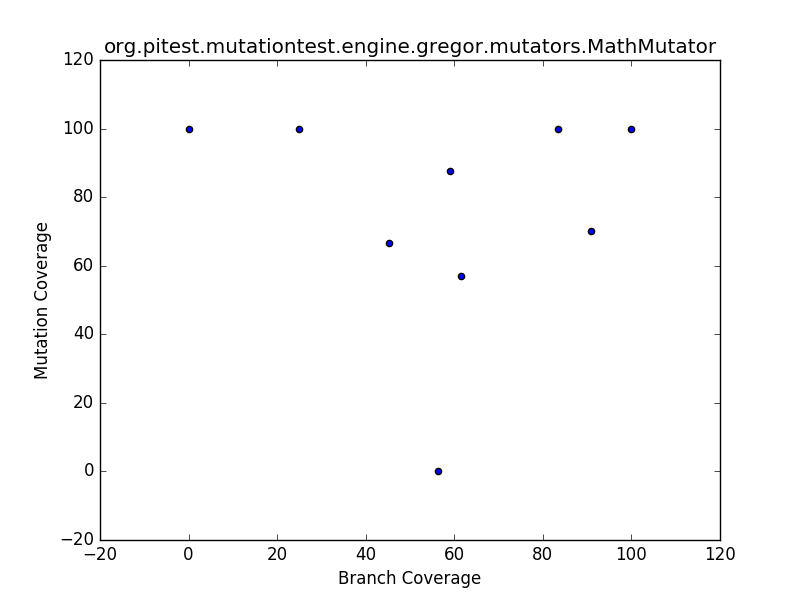 org.pitest.mutationtest.engine.gregor.mutators.MathMutator
120
100
80
60
40
20
0
−20
−20 0 20 40 60 80 100 120
Mutation Coverage
Branch Coverage